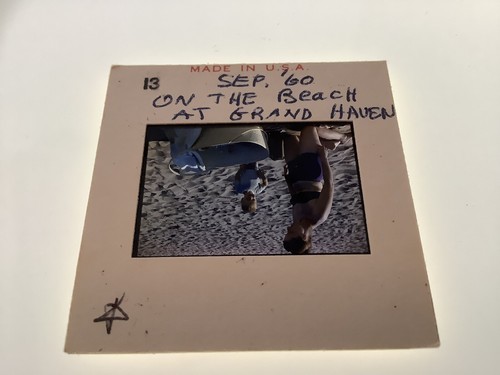 MADE IN U.S.A.
13 SEP. '60
ON THE BEACH
AT GRAND HAVEN